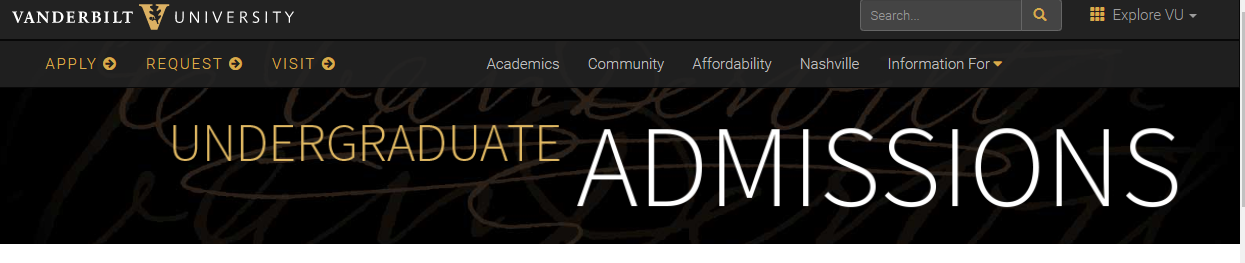 VANDERBILT V UNIVERSITY
Search...
Explore VU
APPLY REQUEST VISIT
Academics Community Affordability Nashville Information For
UNDERGRADUATE ADMISSIONS